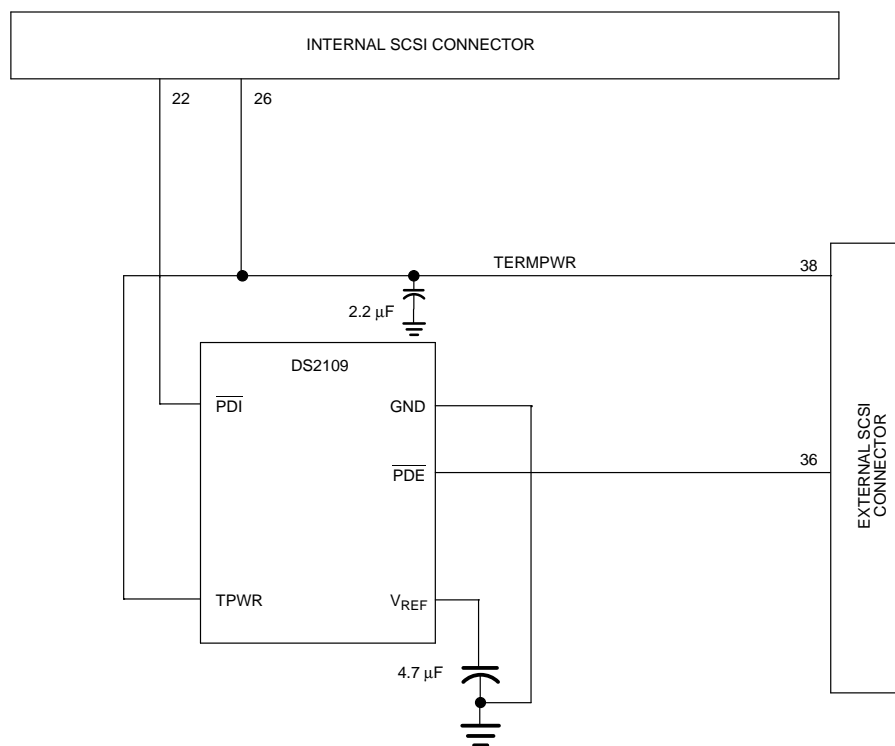 INTERNAL SCSI CONNECTOR
22
26
TERMPWR
38
2.2 μF
DS2109
PDI
GND
PDE
36
EXTERNAL SCSI
CONNECTOR
TPWR
VREF
4.7 μF